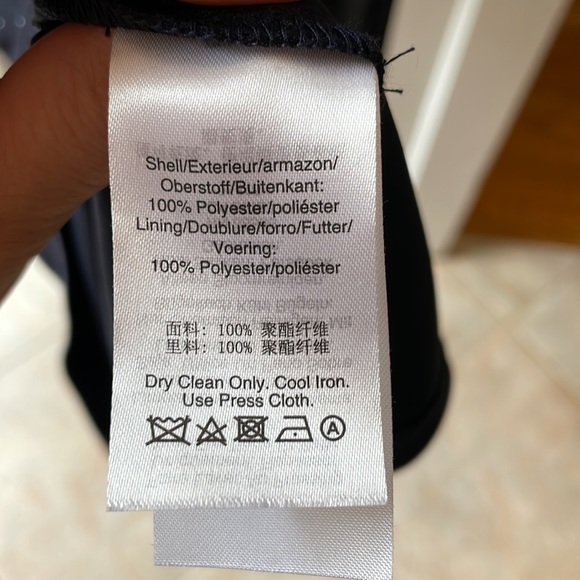 Shell/Exterieur/armazon/
Oberstoff/Buitenkant:
100% Polyester/poliéster
Lining/Doublure/forro/Futter/
Voering:
100% Polyester/poliéster
面料: 100% 聚酯纤维
里料: 100% 聚酯纤维
Dry Clean Only. Cool Iron.
Use Press Cloth.
A